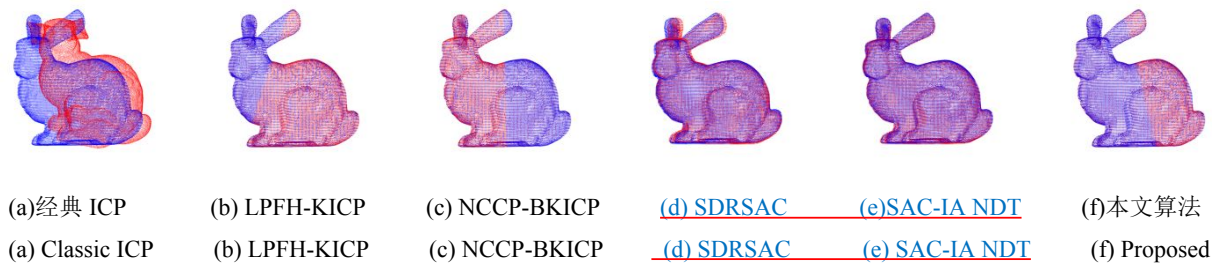 (a)经典 ICP (b) LPFH-KICP (c) NCCP-BKICP (d) SDRSAC (e)SAC-IA NDT (f)本文算法
(a) Classic ICP (b) LPFH-KICP (c) NCCP-BKICP (d) SDRSAC (e) SAC-IA NDT (f) Proposed